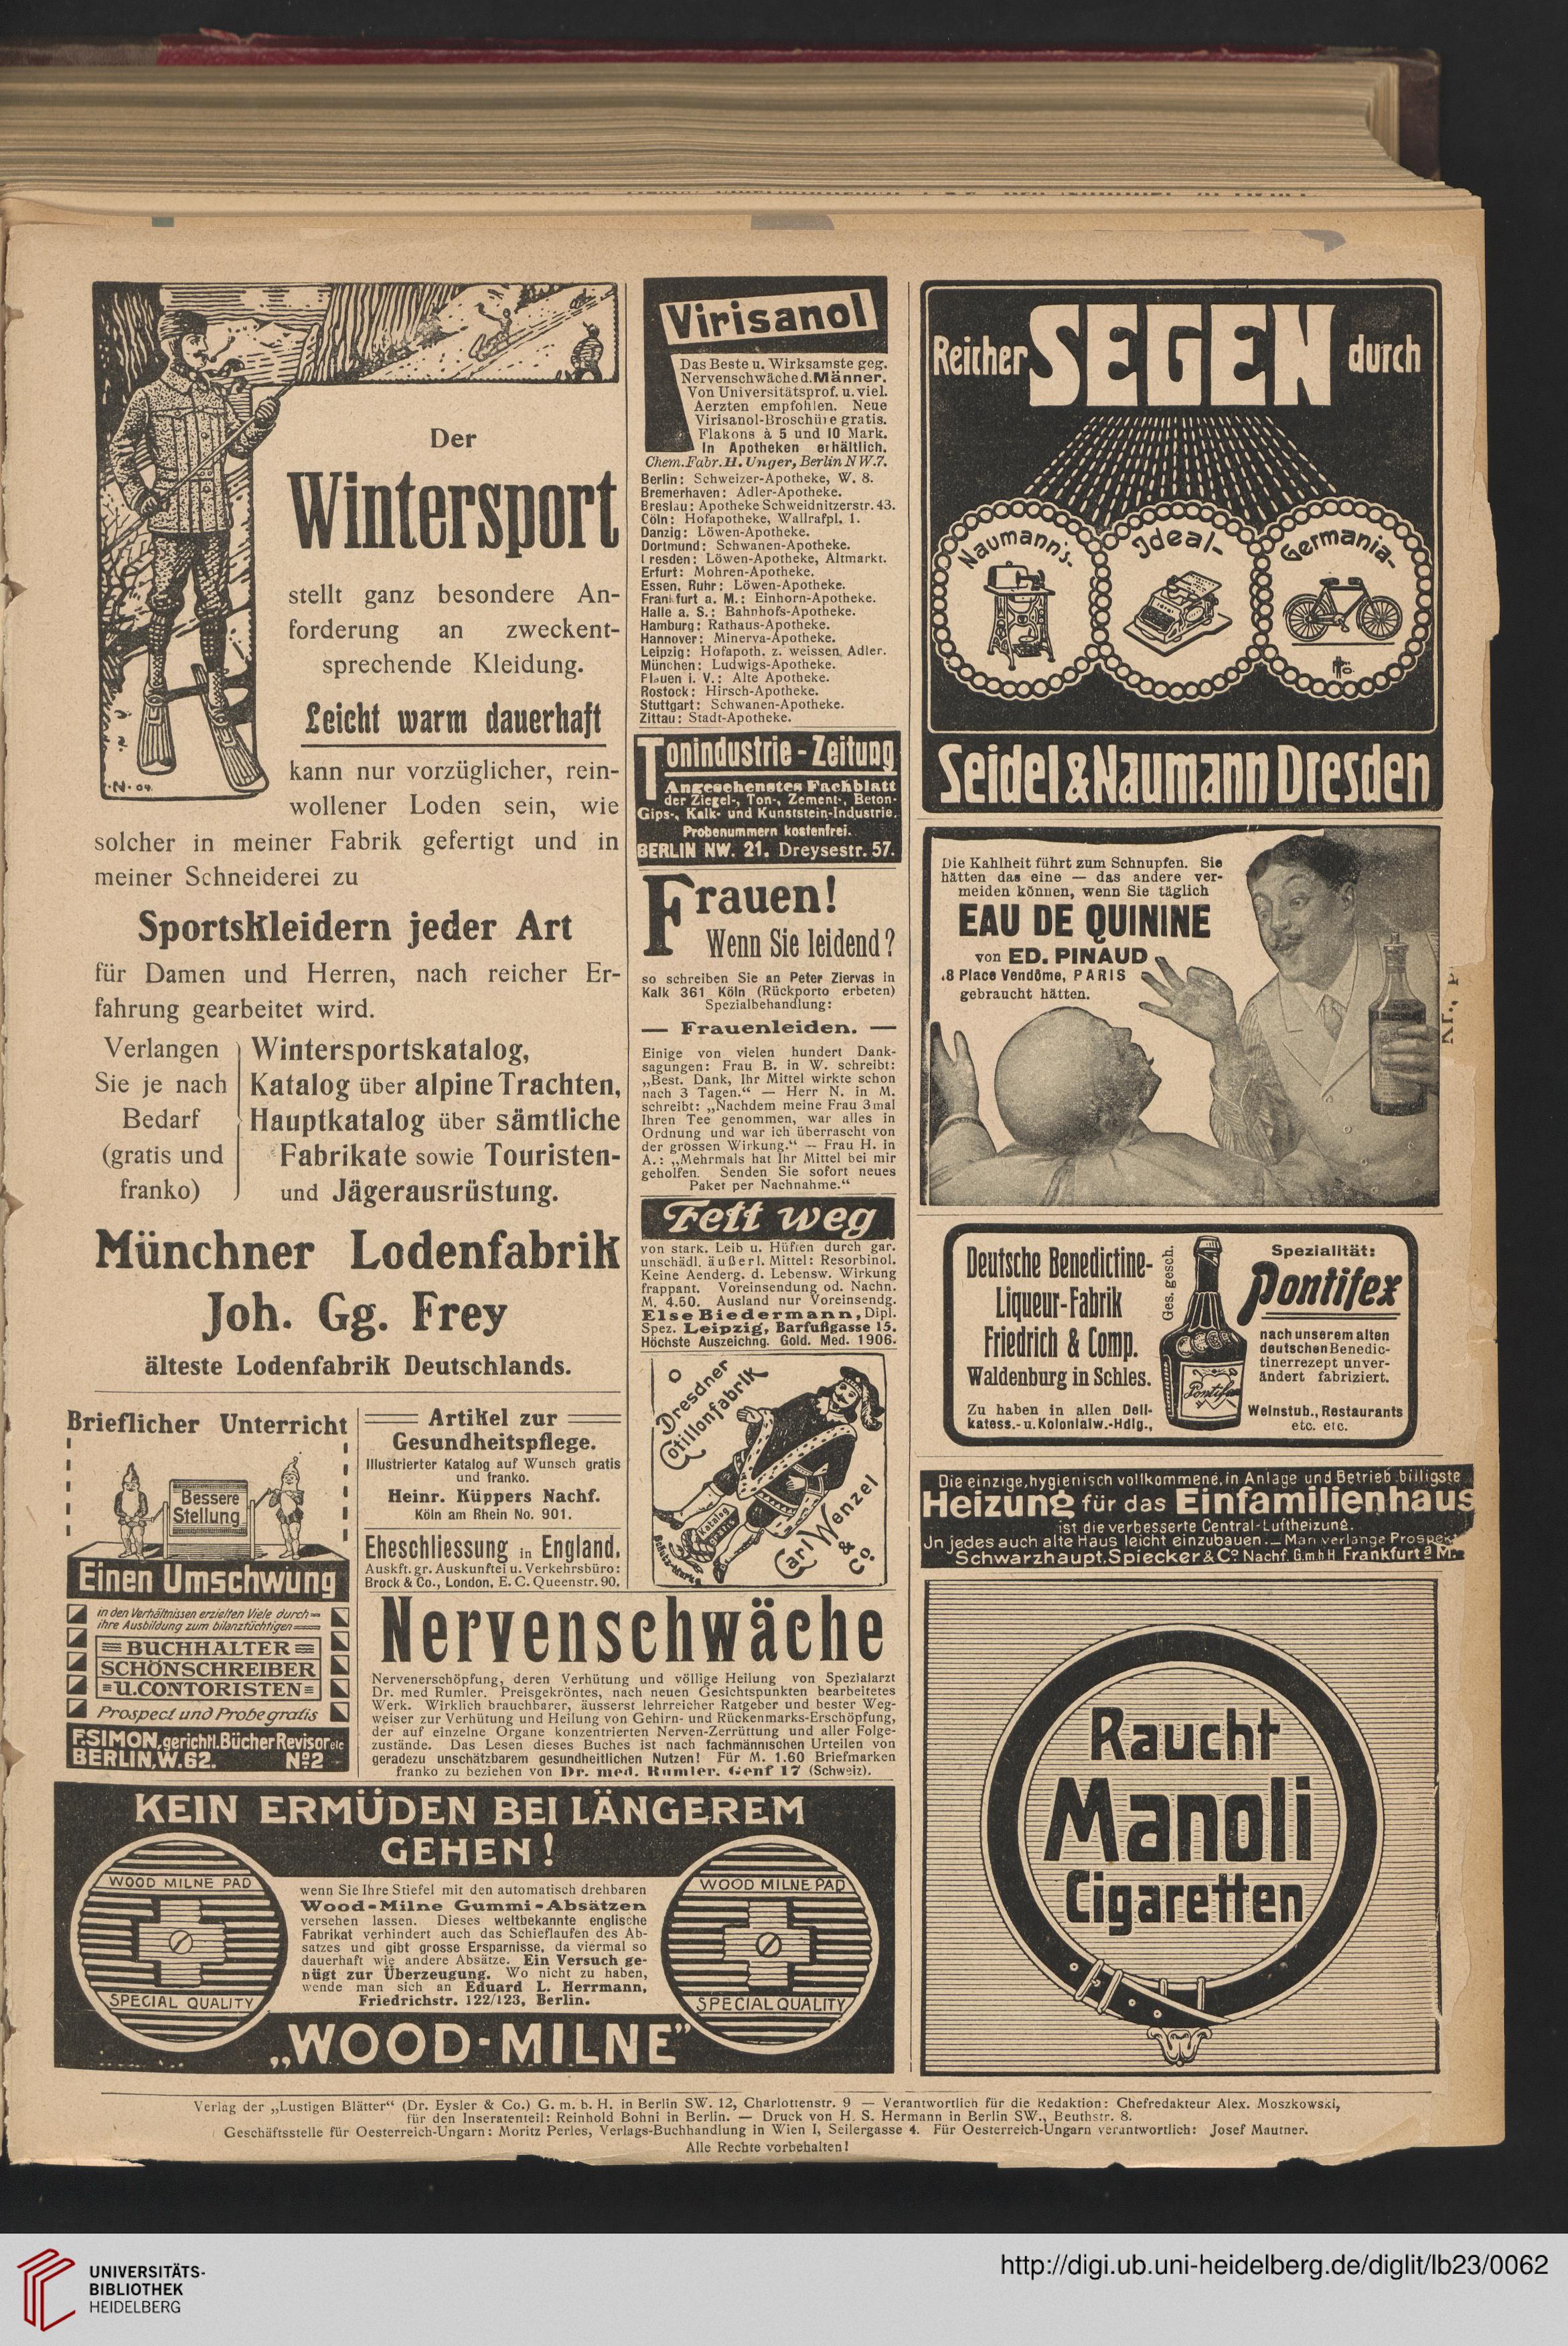 Der
Wintersport
stellt ganz besondere An-
forderung an zweckent-
sprechende Kleidung.
Leicht warm dauerhaft
kann nur vorzüglicher, rein-
wollener Loden sein, wie
solcher in meiner Fabrik gefertigt und in
meiner Schneiderei zu
Sportskleidern jeder Art
für Damen und Herren, nach reicher Er-
fahrung gearbeitet wird.
Verlangen
Sie je nach
Bedarf
(gratis und
franko)
Wintersportskatalog,
Katalog über alpine Trachten,
Hauptkatalog über sämtliche
Fabrikate sowie Touristen-
und Jägerausrüstung.
Münchner Lodenfabrik
Joh. Gg. Frey
älteste Lodenfabrik Deutschlands.
·N· 04
Brieflicher Unterricht
Bessere
Stellung
Einen Umschwung
in den Verhältnissen erzielten Viele durch
ihre Ausbildung zum bilanztüchtigen
BUCHHALTER
SCHÖNSCHREIBER
U. CONTORISTEN
Prospect und Probe gratis
F. SIMON, gerichtl. Bücher Revisor etc
BERLIN, W. 62. No 2
Artikel zur
Gesundheitspflege.
Illustrierter Katalog auf Wunsch gratis
und franko.
Heinr. Küppers Nachf.
Köln am Rhein No. 901.
Eheschliessung in England.
Auskft. gr. Auskunftei u. Verkehrsbüro:
Brock & Co., London, E. C. Queenstr. 90.
Virisanol
Das Beste u. Wirksamste geg.
Nervenschwäche d. Männer.
Von Universitätsprof. u. viel.
Aerzten empfohlen. Neue
Virisanol-Broschüre gratis.
Flakons à 5 und 10 Mark.
In Apotheken erhältlich.
Chem. Fabr. H. Unger, Berlin NW.7.
Berlin: Schweizer-Apotheke, W. 8.
Bremerhaven: Adler-Apotheke.
Breslau: Apotheke Schweidnitzerstr. 43.
Cöln: Hofapotheke, Wallrafpl. 1.
Danzig: Löwen-Apotheke.
Dortmund: Schwanen-Apotheke.
Dresden: Löwen-Apotheke, Altmarkt.
Erfurt: Mohren-Apotheke.
Essen, Ruhr: Löwen-Apotheke.
Frankfurt a. M.: Einhorn-Apotheke.
Halle a. S.: Bahnhofs-Apotheke.
Hamburg: Rathaus-Apotheke.
Hannover: Minerva-Apotheke.
Leipzig: Hofapoth. z. weissen Adler.
München: Ludwigs-Apotheke.
Plauen i. V.: Alte Apotheke.
Rostock: Hirsch-Apotheke.
Stuttgart: Schwanen-Apotheke.
Zittau: Stadt-Apotheke.
Tonindustrie-Zeitung
Angesehenstes Fachblatt
der Ziegel-, Ton-, Zement-, Beton-
Gips-, Kalk- und Kunststein-Industrie.
Probenummern kostenfrei.
BERLIN NW. 21. Dreysestr. 57.
Frauen!
Wenn Sie leidend?
so schreiben Sie an Peter Ziervas in
Kalk 361 Köln (Rückporto erbeten)
Spezialbehandlung:
— Frauenleiden. —
Einige von vielen hundert Dank-
sagungen: Frau B. in W. schreibt:
„Best. Dank, Ihr Mittel wirkte schon
nach 3 Tagen.“ — Herr N. in M.
schreibt: „Nachdem meine Frau 3mal
Ihren Tee genommen, war alles in
Ordnung und war ich überrascht von
der grossen Wirkung.“ — Frau H. in
A.: „Mehrmals hat Ihr Mittel bei mir
geholfen. Senden Sie sofort neues
Paket per Nachnahme.“
Fett weg
von stark. Leib u. Hüften durch gar.
unschädl. äußerl. Mittel: Resorbinol.
Keine Aenderg. d. Lebensw. Wirkung
frappant. Voreinsendung od. Nachn.
M. 4.50. Ausland nur Voreinsendg.
Else Biedermann, Dipl.
Spez. Leipzig, Barfußgasse 15.
Höchste Auszeichng. Gold. Med. 1906.
Dresdner
Cotillonfabrik
Katalog
gratis
Schutz-Marke
Carl Wenzel
& Co.
Nervenschwäche
Nervenerschöpfung, deren Verhütung und völlige Heilung von Spezialarzt
Dr. med Rumler. Preisgekröntes, nach neuen Gesichtspunkten bearbeitetes
Werk. Wirklich brauchbarer, äusserst lehrreicher Ratgeber und bester Weg-
weiser zur Verhütung und Heilung von Gehirn- und Rückenmarks-Erschöpfung,
der auf einzelne Organe konzentrierten Nerven-Zerrüttung und aller Folge-
zustände. Das Lesen dieses Buches ist nach fachmännischen Urteilen von
geradezu unschätzbarem gesundheitlichen Nutzen! Für M. 1.60 Briefmarken
franko zu beziehen von Dr. med. Rumler. Genf 17 (Schweiz).
KEIN ERMÜDEN BEI LÄNGEREM
GEHEN!
WOOD MILNE PAD
SPECIAL QUALITY
wenn Sie Ihre Stiefel mit den automatisch drehbaren
Wood-Milne Gummi-Absätzen
versehen lassen. Dieses weltbekannte englische
Fabrikat verhindert auch das Schieflaufen des Ab-
satzes und gibt grosse Ersparnisse, da viermal so
dauerhaft wie andere Absätze. Ein Versuch ge-
nügt zur Überzeugung. Wo nicht zu haben,
wende man sich an Eduard L. Herrmann,
Friedrichstr. 122/123, Berlin.
WOOD MILNE PAD
SPECIAL QUALITY
„WOOD-MILNE”
Reicher SEGEN durch
Naumann's-
Ideal-
Germania-
Seidel & Naumann Dresden
Die Kahlheit führt zum Schnupfen. Sie
hätten das eine — das andere ver-
meiden können, wenn Sie täglich
EAU DE QUININE
von ED. PINAUD
18 Place Vendôme, PARIS
gebraucht hätten.
Deutsche Benedictine-
Liqueur-Fabrik
Friedrich & Comp.
Waldenburg in Schles.
Zu haben in allen Deli-
katess.- u. Kolonialw.-Hdlg.,
Ges. gesch.
Pontifex
Spezialität:
Pontifex
nach unserem alten
deutschen Benedic-
tinerrezept unver-
ändert fabriziert.
Weinstub., Restaurants
etc. etc.
Die einzige, hygienisch vollkommene, in Anlage und Betrieb billigste
Heizung für das Einfamilienhaus
ist die verbesserte Central-Luftheizung.
In jedes auch alte Haus leicht einzubauen. — Man verlange Prospekt
Schwarzhaupt, Spiecker & Co Nachf. G.m.b.H. Frankfurt a M.
Raucht
Manoli
Cigaretten
Verlag der „Lustigen Blätter“ (Dr. Eysler & Co.) G. m. b. H. in Berlin SW. 12, Charlottenstr. 9 — Verantwortlich für die Redaktion: Chefredakteur Alex. Moszkowski,
für den Inseratenteil: Reinhold Bohni in Berlin. — Druck von H. S. Hermann in Berlin SW., Beuthstr. 8.
Geschäftsstelle für Oesterreich-Ungarn: Moritz Perles, Verlags-Buchhandlung in Wien I, Seilergasse 4. Für Oesterreich-Ungarn verantwortlich: Josef Mautner.
Alle Rechte vorbehalten!
UNIVERSITÄTS-
BIBLIOTHEK
HEIDELBERG
http://digi.ub.uni-heidelberg.de/diglit/lb23/0062